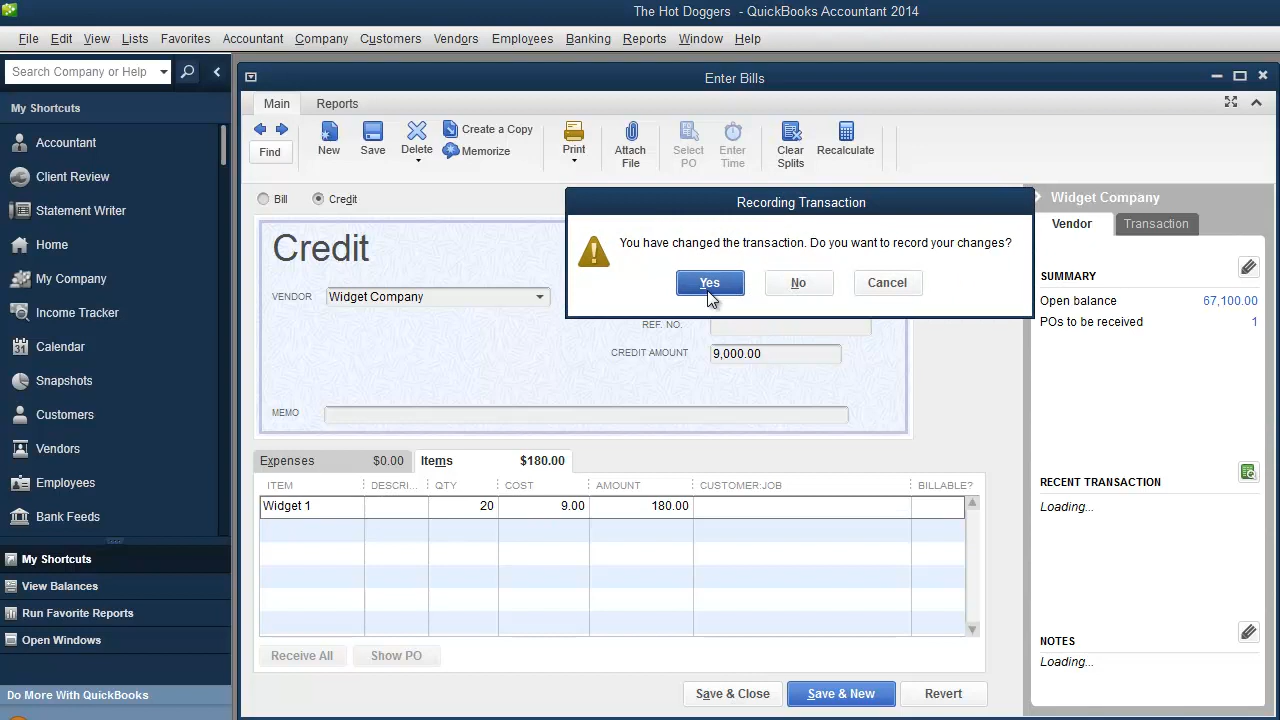 The Hot Doggers - QuickBooks Accountant 2014
File Edit View Lists Favorites Accountant Company Customers Vendors Employees Banking Reports Window Help
Search Company or Help
My Shortcuts
Accountant
Client Review
Statement Writer
Home
My Company
Income Tracker
Calendar
Snapshots
Customers
Vendors
Employees
Bank Feeds
My Shortcuts
View Balances
Run Favorite Reports
Open Windows
Do More With QuickBooks
Enter Bills
Main Reports
Find
New
Save
Delete
Create a Copy
Memorize
Print
Attach
File
Select
PO
Enter
Time
Clear
Splits
Recalculate
Bill Credit
Recording Transaction
You have changed the transaction. Do you want to record your changes?
Yes No Cancel
Credit
VENDOR Widget Company
REF. NO.
CREDIT AMOUNT 9,000.00
MEMO
Expenses $0.00 Items $180.00
ITEM DESCRI... QTY COST AMOUNT CUSTOMER:JOB BILLABLE?
Widget 1 20 9.00 180.00
Receive All Show PO
Save & Close Save & New Revert
Widget Company
Vendor Transaction
SUMMARY
Open balance 67,100.00
POs to be received 1
RECENT TRANSACTION
Loading...
NOTES
Loading...